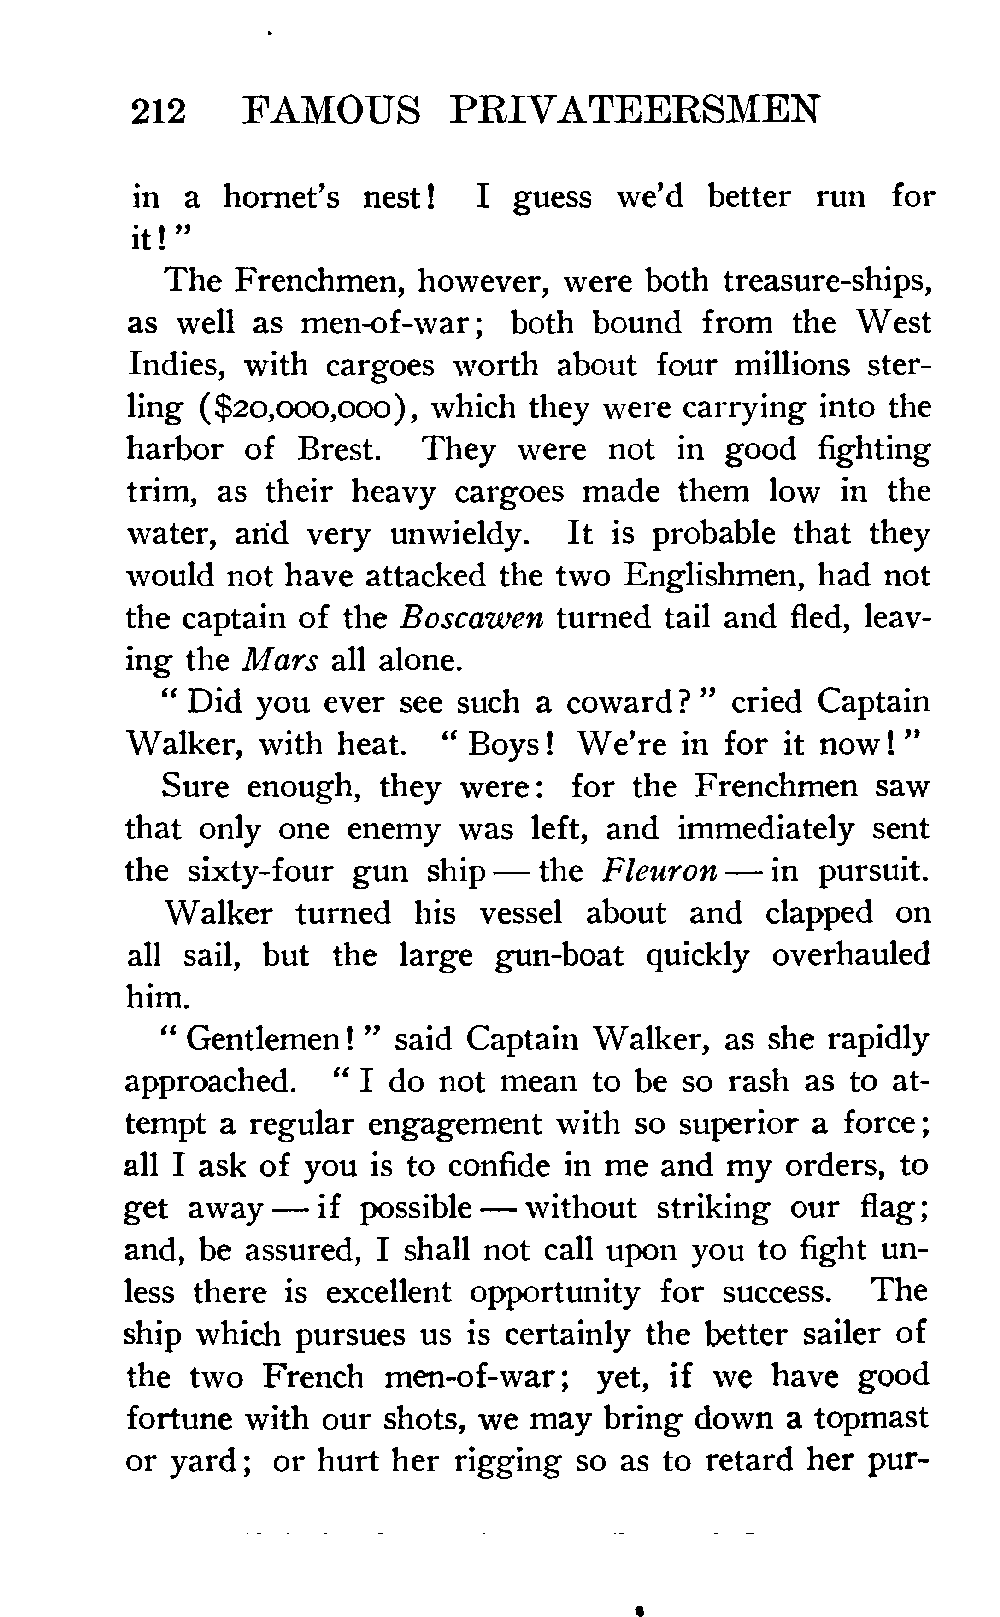 212 FAMOUS PRIVATEERSMEN
in a hornet's nest! I guess we'd better run for
it!"
The Frenchmen, however, were both treasure-ships,
as well as men-of-war; both bound from the West
Indies, with cargoes worth about four millions ster-
ling ($20,000,000), which they were carrying into the
harbor of Brest. They were not in good fighting
trim, as their heavy cargoes made them low in the
water, and very unwieldy. It is probable that they
would not have attacked the two Englishmen, had not
the captain of the Boscawen turned tail and fled, leav-
ing the Mars all alone.
"Did you ever see such a coward?" cried Captain
Walker, with heat. "Boys! We're in for it now!"
Sure enough, they were: for the Frenchmen saw
that only one enemy was left, and immediately sent
the sixty-four gun ship — the Fleuron — in pursuit.
Walker turned his vessel about and clapped on
all sail, but the large gun-boat quickly overhauled
him.
"Gentlemen!" said Captain Walker, as she rapidly
approached. "I do not mean to be so rash as to at-
tempt a regular engagement with so superior a force;
all I ask of you is to confide in me and my orders, to
get away — if possible — without striking our flag;
and, be assured, I shall not call upon you to fight un-
less there is excellent opportunity for success. The
ship which pursues us is certainly the better sailer of
the two French men-of-war; yet, if we have good
fortune with our shots, we may bring down a topmast
or yard; or hurt her rigging so as to retard her pur-